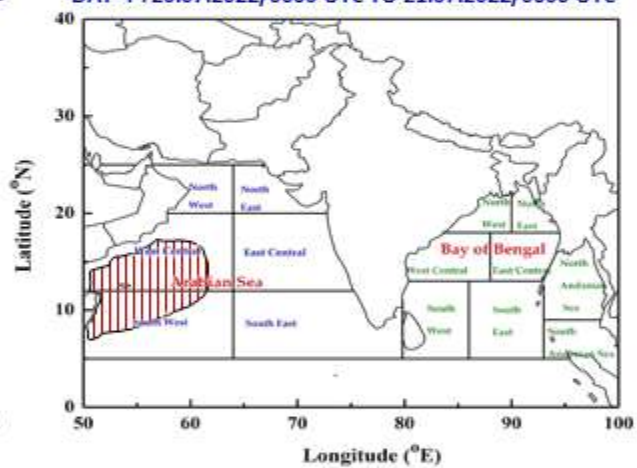 40
30
20
10
0
50
60
70
80
90
100
Latitude (°N)
Longitude (°E)
North
West
North
East
West Central
East Central
Arabian Sea
South West
South East
North
West
North
East
Bay of Bengal
West Central
East Central
South
West
South
East
North
Andaman
Sea
South
Andaman Sea